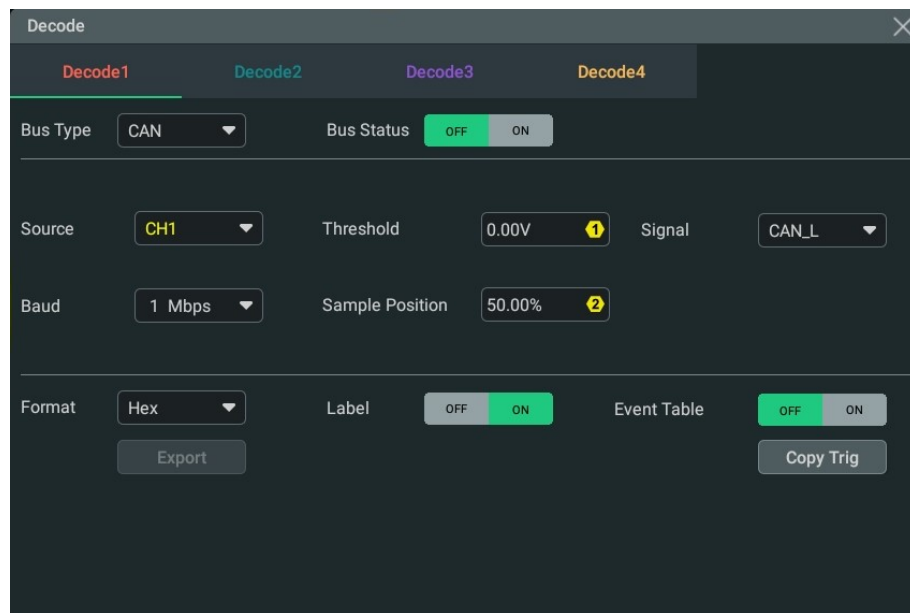 Decode
Decode1 Decode2 Decode3 Decode4
Bus Type CAN Bus Status OFF ON
Source CH1 Threshold 0.00V 1 Signal CAN_L
Baud 1 Mbps Sample Position 50.00% 2
Format Hex Label OFF ON Event Table OFF ON
Export Copy Trig